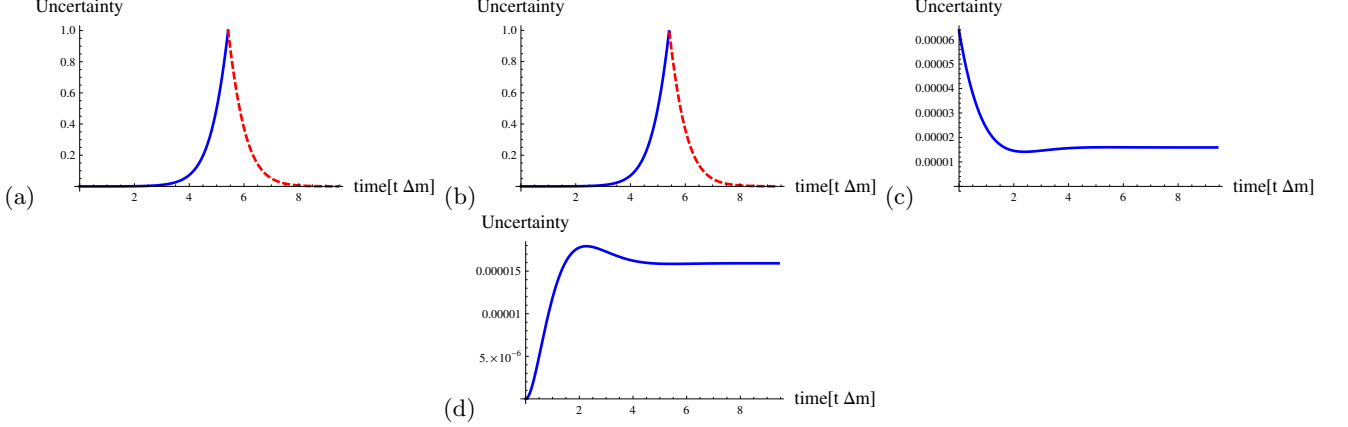 Uncertainty
1.0
0.8
0.6
0.4
0.2
2 4 6 8
time[t Δm]
(a)
Uncertainty
1.0
0.8
0.6
0.4
0.2
2 4 6 8
time[t Δm]
(b)
Uncertainty
0.00006
0.00005
0.00004
0.00003
0.00002
0.00001
2 4 6 8
time[t Δm]
(c)
Uncertainty
0.000015
0.00001
5.×10⁻⁶
2 4 6 8
time[t Δm]
(d)